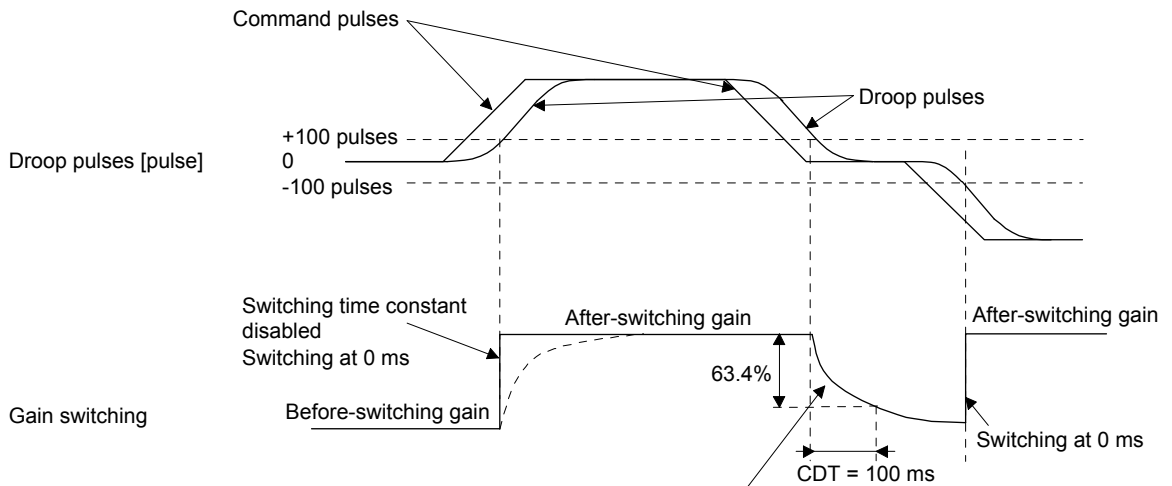 Command pulses
Droop pulses
+100 pulses
Droop pulses [pulse]
0
-100 pulses
Switching time constant
disabled
Switching at 0 ms
After-switching gain
After-switching gain
63.4%
Gain switching
Before-switching gain
Switching at 0 ms
CDT = 100 ms